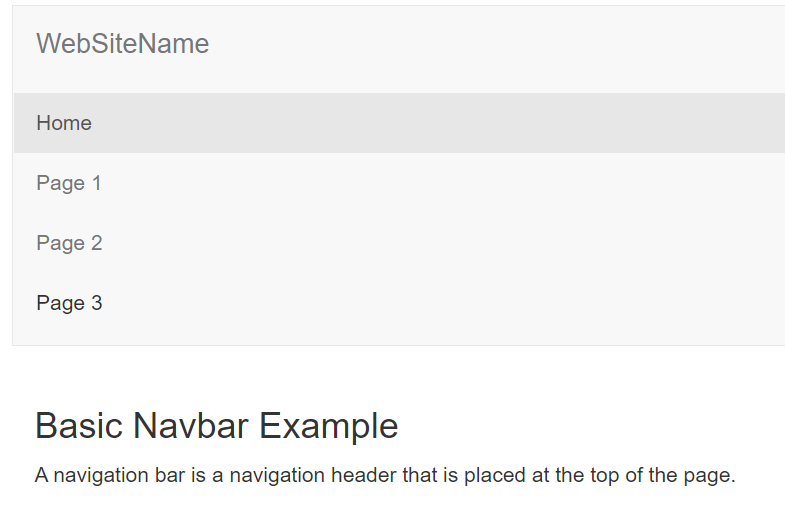 WebSiteName
Home
Page 1
Page 2
Page 3
Basic Navbar Example
A navigation bar is a navigation header that is placed at the top of the page.